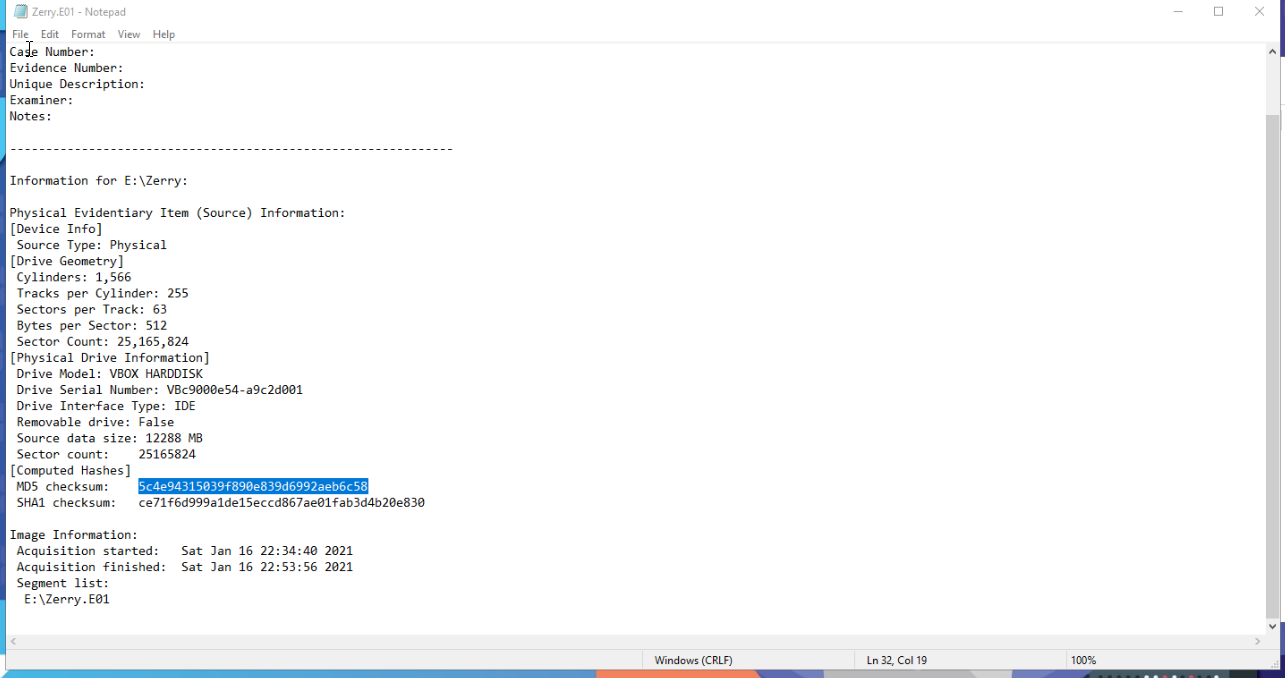 Zerry.E01 - Notepad
File Edit Format View Help
Case Number:
Evidence Number:
Unique Description:
Examiner:
Notes:
--------------------------------------------------------------
Information for E:\Zerry:
Physical Evidentiary Item (Source) Information:
[Device Info]
Source Type: Physical
[Drive Geometry]
Cylinders: 1,566
Tracks per Cylinder: 255
Sectors per Track: 63
Bytes per Sector: 512
Sector Count: 25,165,824
[Physical Drive Information]
Drive Model: VBOX HARDDISK
Drive Serial Number: VBc9000e54-a9c2d001
Drive Interface Type: IDE
Removable drive: False
Source data size: 12288 MB
Sector count: 25165824
[Computed Hashes]
MD5 checksum: 5c4e94315039f890e839d6992aeb6c58
SHA1 checksum: ce71f6d999a1de15eccd867ae01fab3d4b20e830
Image Information:
Acquisition started: Sat Jan 16 22:34:40 2021
Acquisition finished: Sat Jan 16 22:53:56 2021
Segment list:
E:\Zerry.E01
Windows (CRLF) Ln 32, Col 19 100%